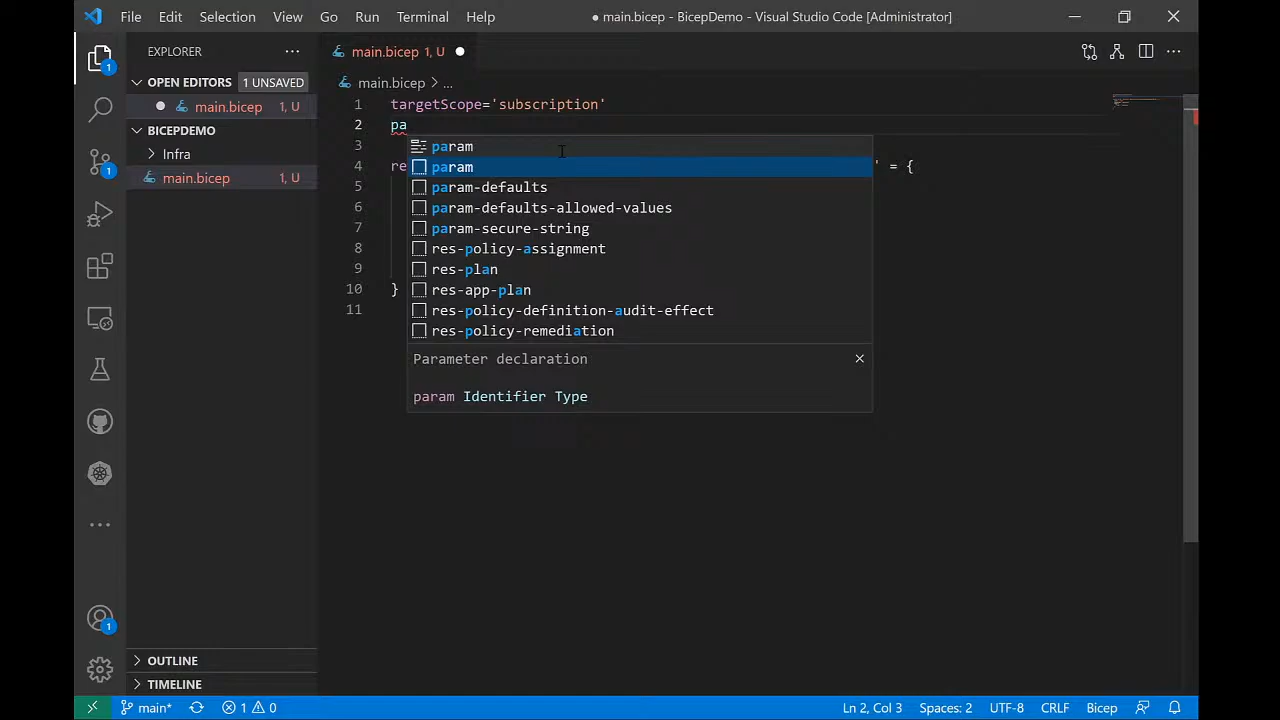 File Edit Selection View Go Run Terminal Help
● main.bicep - BicepDemo - Visual Studio Code [Administrator]
EXPLORER
OPEN EDITORS 1 UNSAVED
main.bicep 1, U
BICEPDEMO
Infra
main.bicep 1, U
OUTLINE
TIMELINE
main.bicep 1, U
main.bicep > ...
1 targetScope='subscription'
2 pa
3
4 re ' = {
5
6
7
8
9
10 }
11
param
param
param-defaults
param-defaults-allowed-values
param-secure-string
res-policy-assignment
res-plan
res-app-plan
res-policy-definition-audit-effect
res-policy-remediation
Parameter declaration
param Identifier Type
1
1
1
main* 1 0 Ln 2, Col 3 Spaces: 2 UTF-8 CRLF Bicep